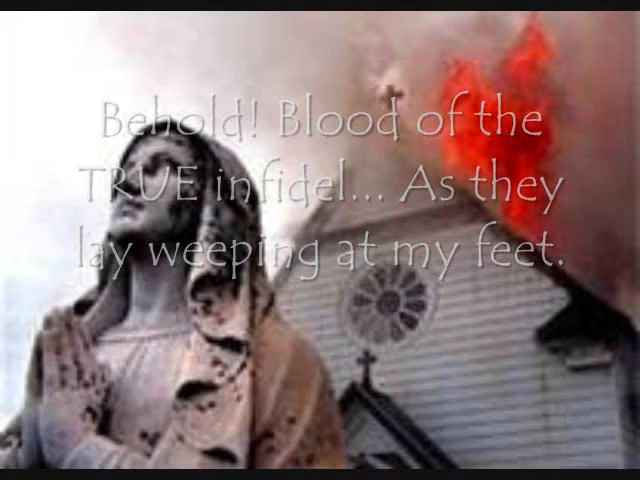 Behold! Blood of the
TRUE infidel... As they
lay weeping at my feet.